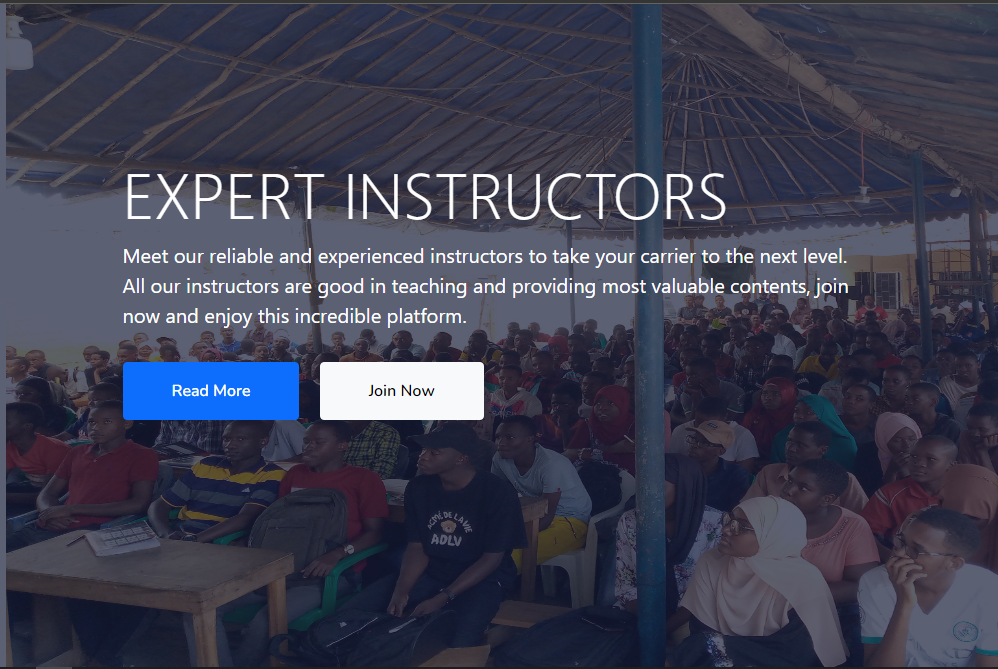 EXPERT INSTRUCTORS
Meet our reliable and experienced instructors to take your carrier to the next level.
All our instructors are good in teaching and providing most valuable contents, join
now and enjoy this incredible platform.
Read More
Join Now
ACMÉ DE LA VIE
ADLV